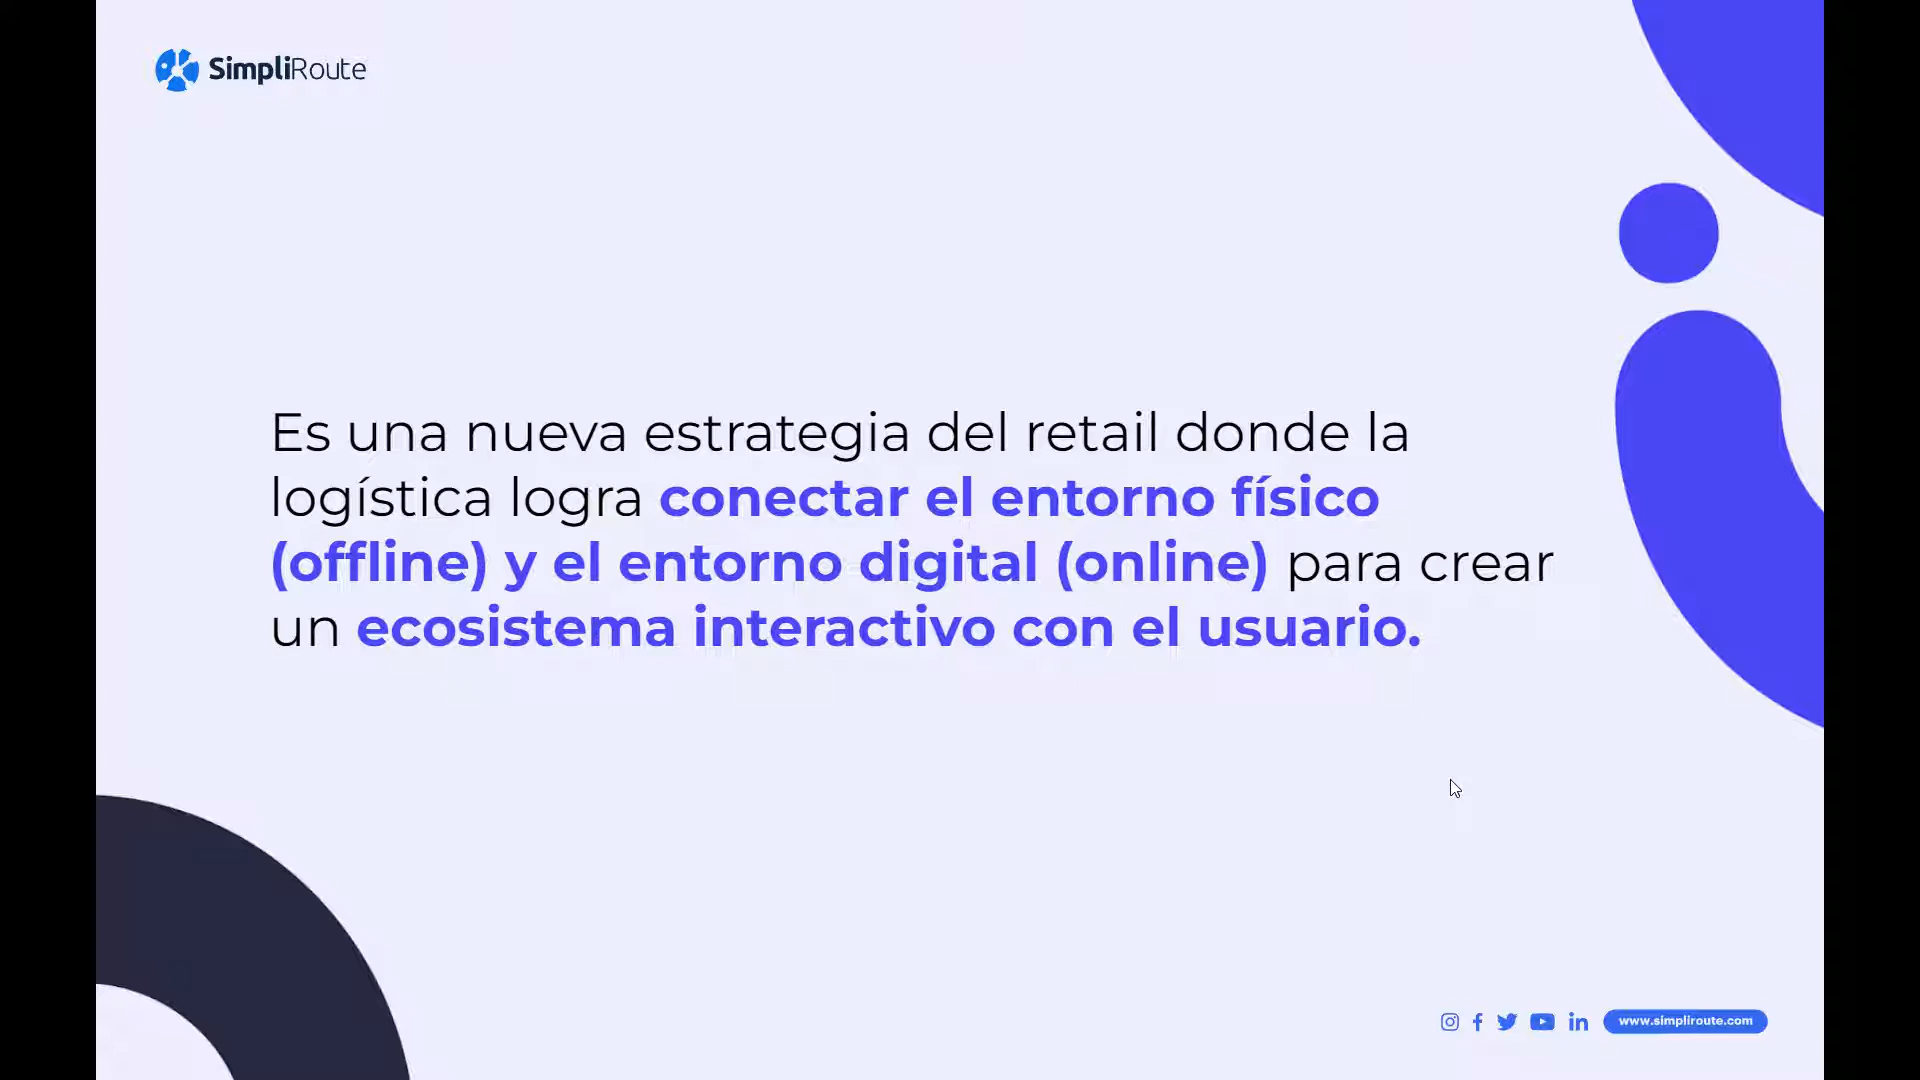 SimpliRoute
Es una nueva estrategia del retail donde la
logística logra conectar el entorno físico
(offline) y el entorno digital (online) para crear
un ecosistema interactivo con el usuario.
www.simpliroute.com